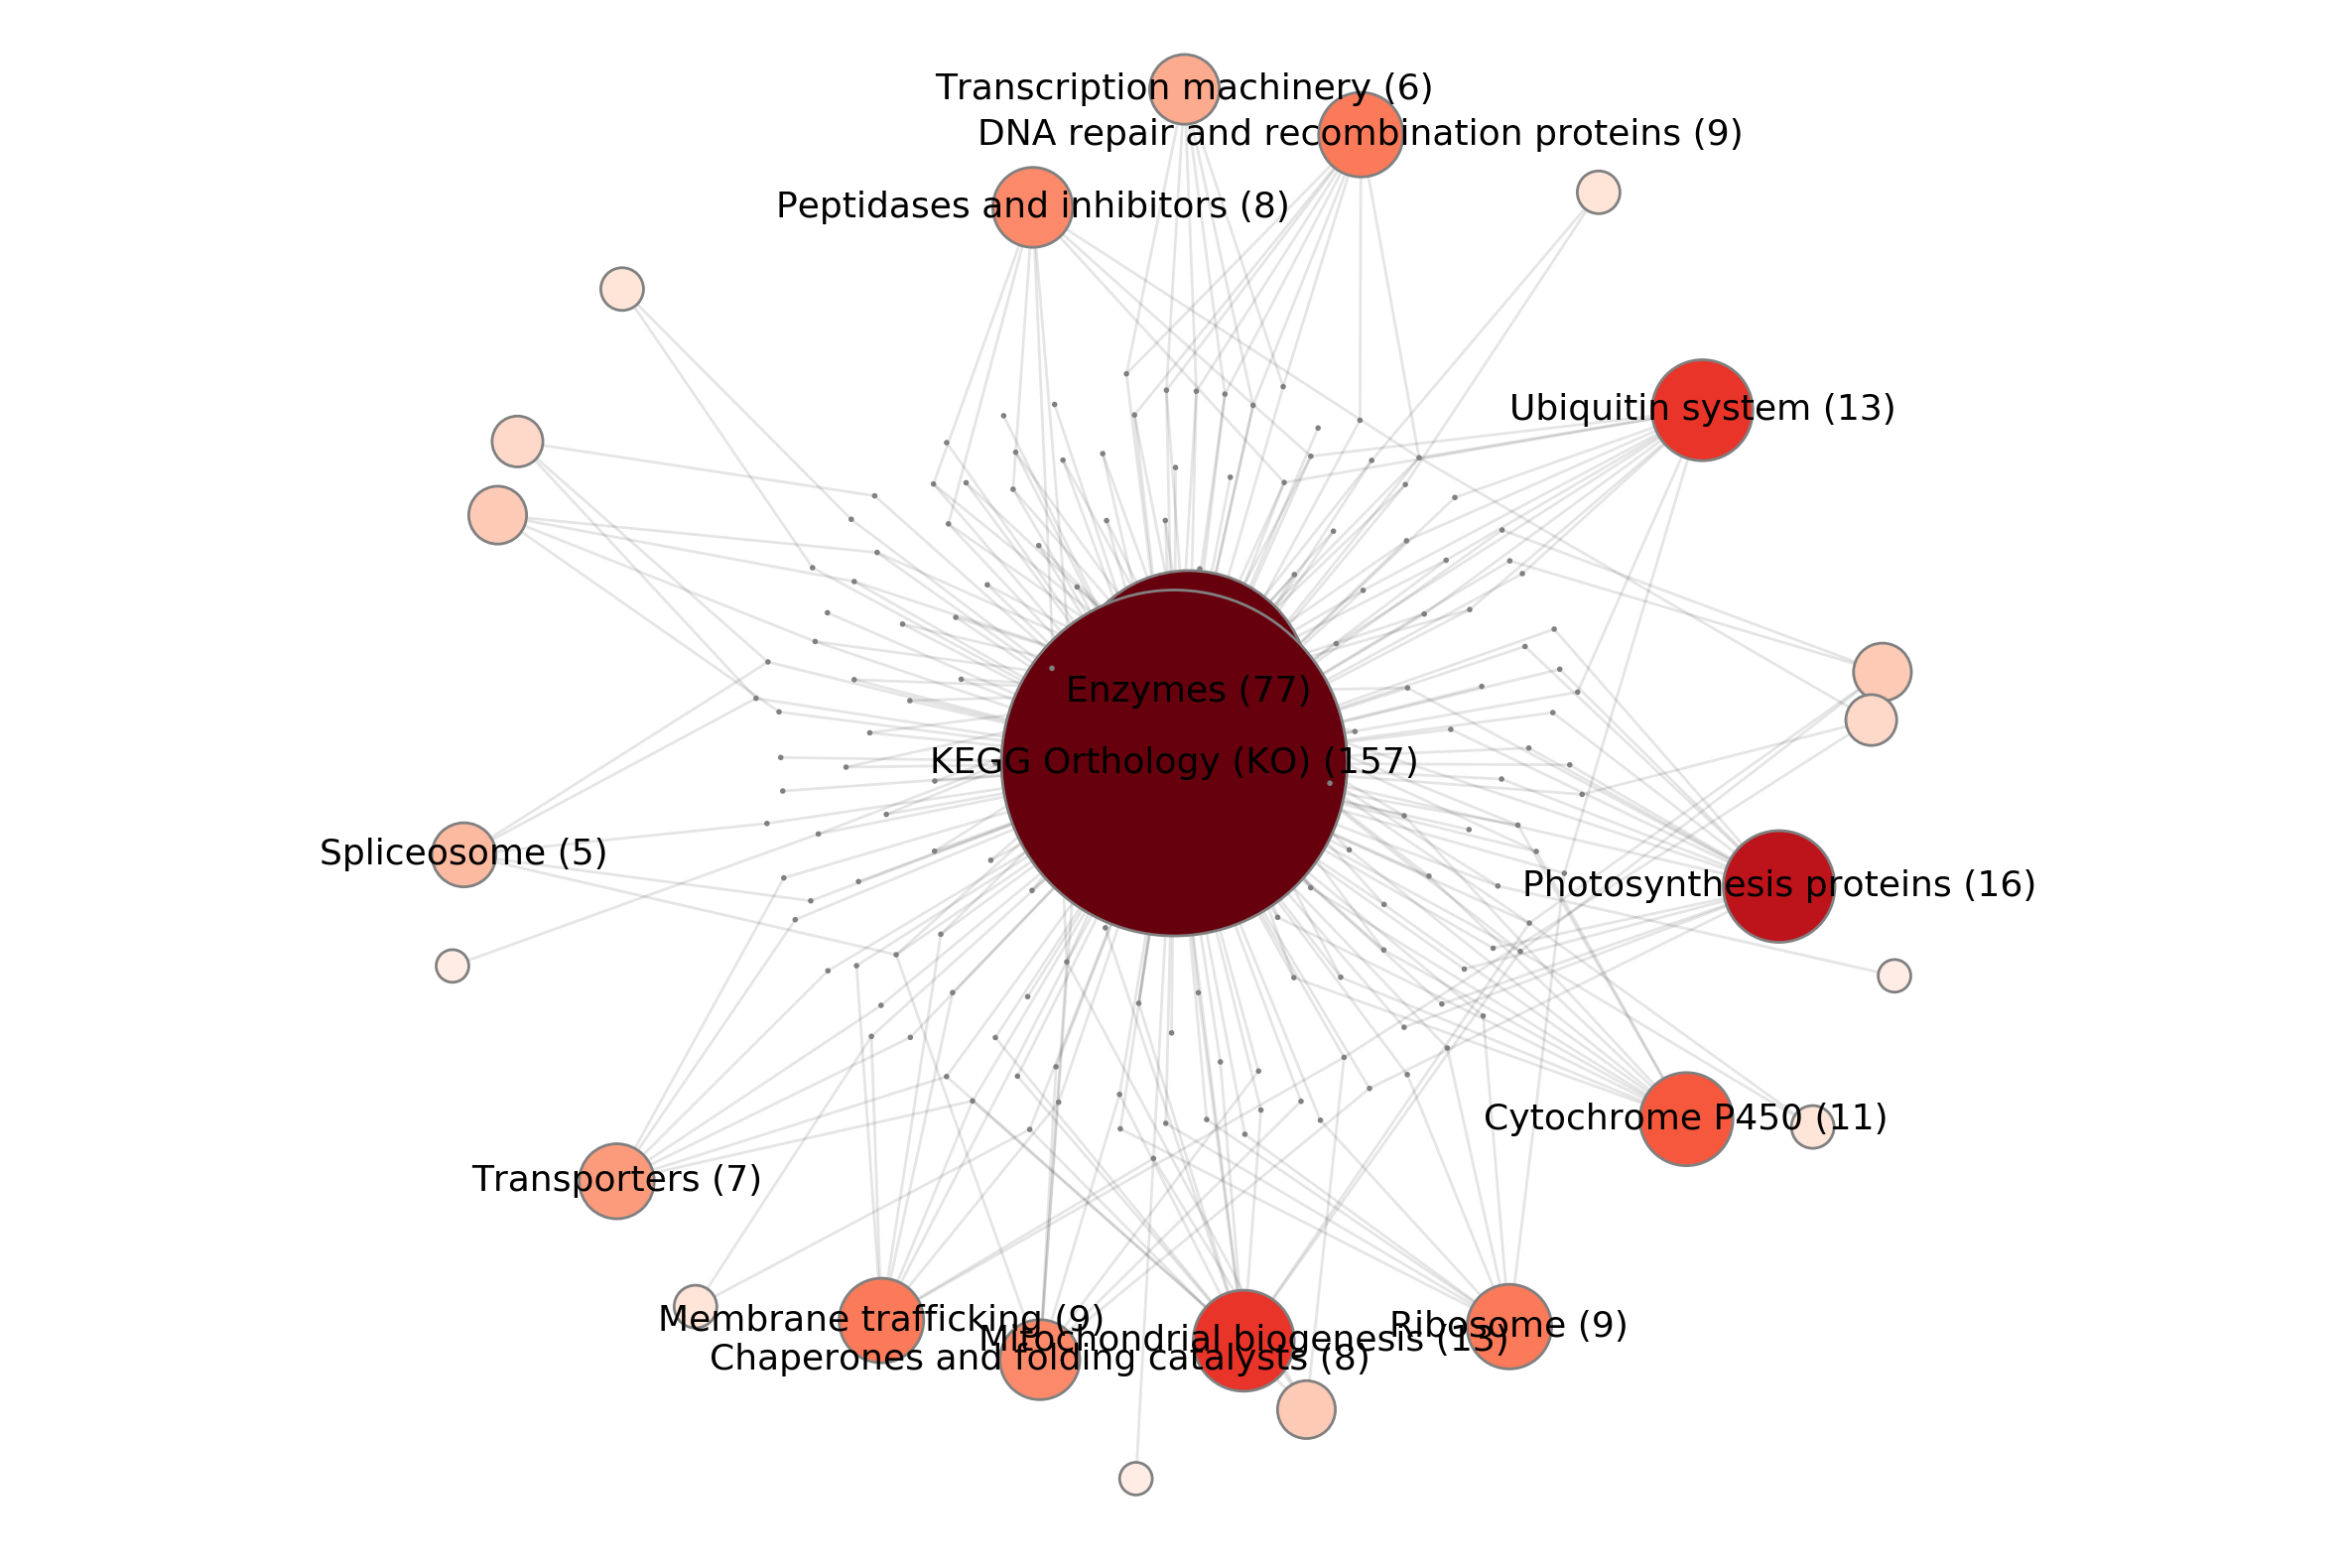 Transcription machinery (6)
DNA repair and recombination proteins (9)
Peptidases and inhibitors (8)
Ubiquitin system (13)
Enzymes (77)
KEGG Orthology (KO) (157)
Spliceosome (5)
Photosynthesis proteins (16)
Cytochrome P450 (11)
Transporters (7)
Membrane trafficking (9)
Ribosome (9)
Mitochondrial biogenesis (13)
Chaperones and folding catalysts (8)